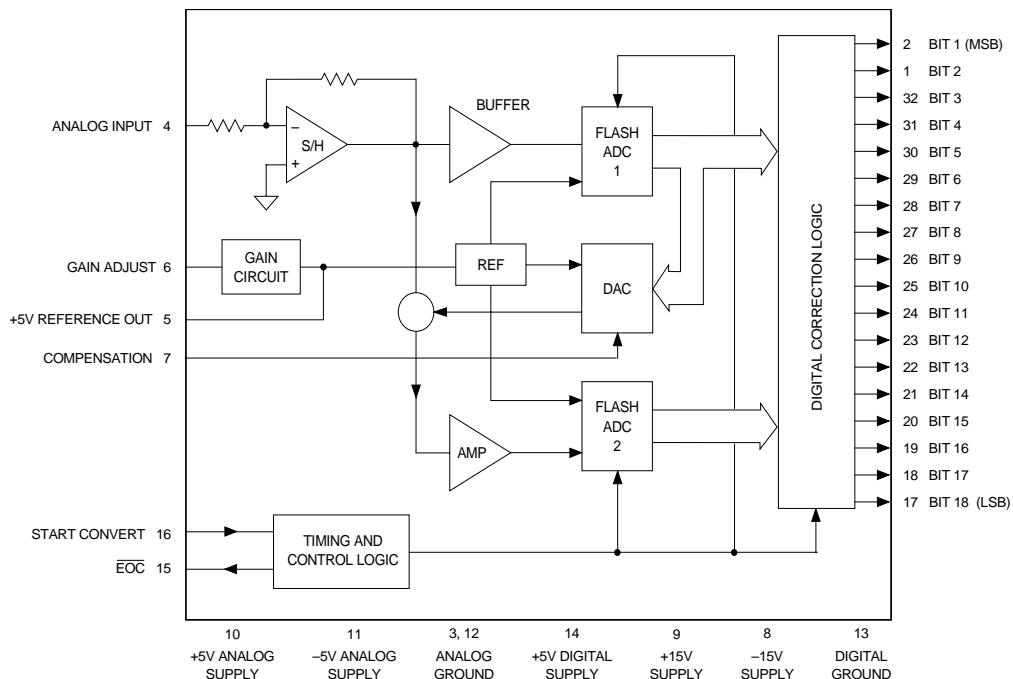 2 BIT 1 (MSB)
1 BIT 2
32 BIT 3
31 BIT 4
30 BIT 5
29 BIT 6
28 BIT 7
27 BIT 8
26 BIT 9
25 BIT 10
24 BIT 11
23 BIT 12
22 BIT 13
21 BIT 14
20 BIT 15
19 BIT 16
18 BIT 17
17 BIT 18 (LSB)
DIGITAL CORRECTION LOGIC
ANALOG INPUT 4
–
S/H
+
BUFFER
FLASH
ADC
1
GAIN ADJUST 6
GAIN
CIRCUIT
REF
DAC
+5V REFERENCE OUT 5
COMPENSATION 7
AMP
FLASH
ADC
2
START CONVERT 16
EOC 15
TIMING AND
CONTROL LOGIC
10
+5V ANALOG
SUPPLY
11
–5V ANALOG
SUPPLY
3, 12
ANALOG
GROUND
14
+5V DIGITAL
SUPPLY
9
+15V
SUPPLY
8
–15V
SUPPLY
13
DIGITAL
GROUND